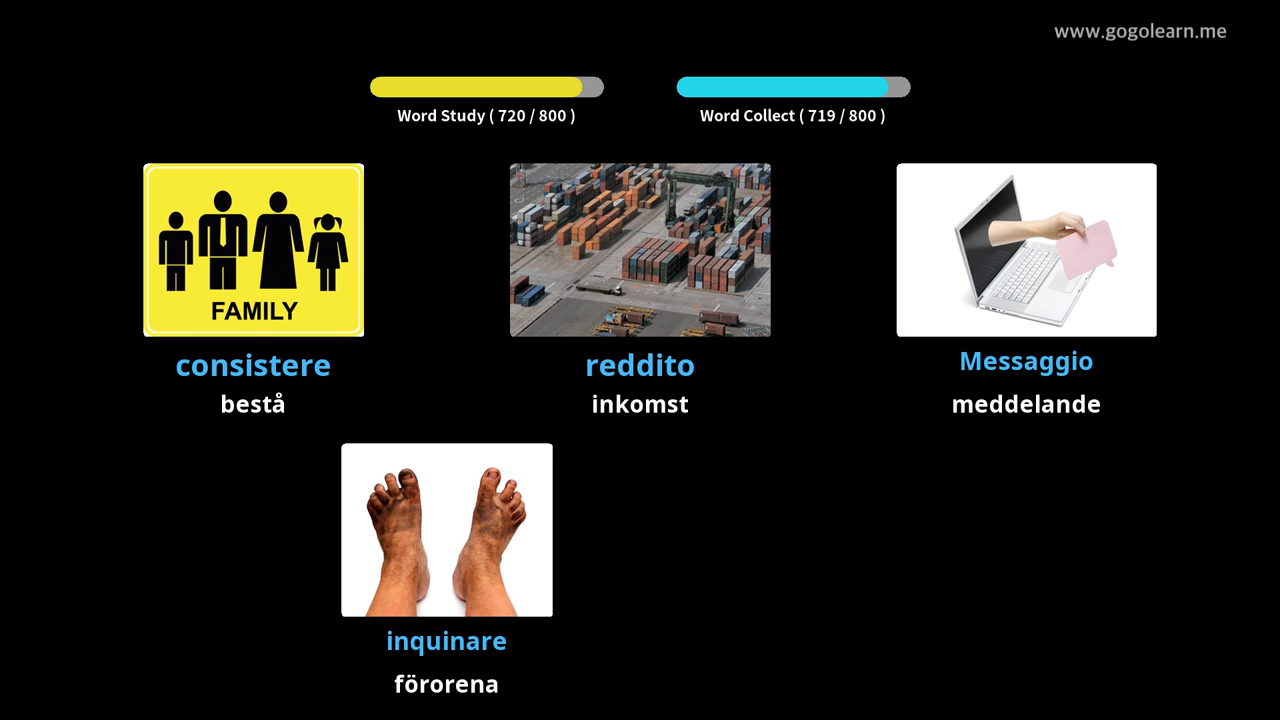 www.gogolearn.me
Word Study ( 720 / 800 )
Word Collect ( 719 / 800 )
FAMILY
consistere
bestå
reddito
inkomst
Messaggio
meddelande
inquinare
förorena